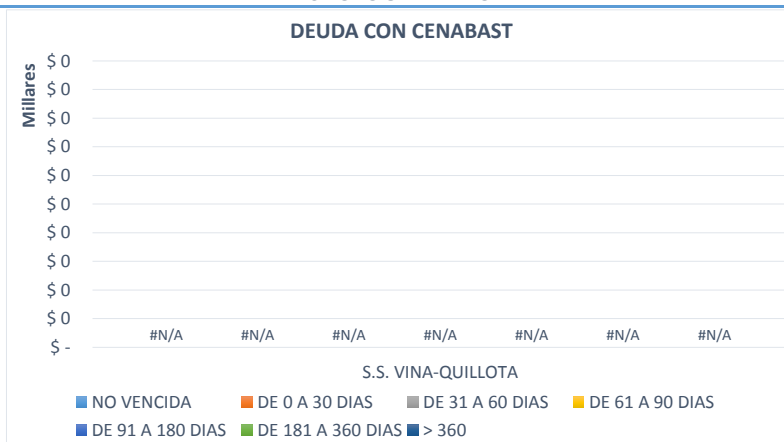 DEUDA CON CENABAST
Millares
$ 0
$ 0
$ 0
$ 0
$ 0
$ 0
$ 0
$ 0
$ 0
$ 0
$ -
#N/A #N/A #N/A #N/A #N/A #N/A #N/A
S.S. VINA-QUILLOTA
NO VENCIDA DE 0 A 30 DIAS DE 31 A 60 DIAS DE 61 A 90 DIAS
DE 91 A 180 DIAS DE 181 A 360 DIAS > 360